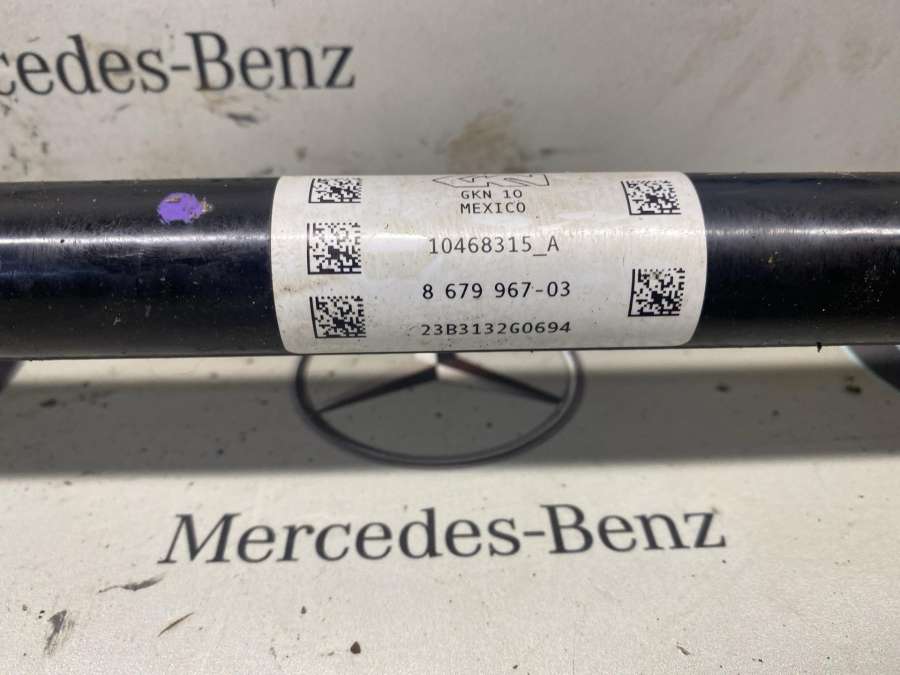 cedes-Benz
GKN 10
MEXICO
10468315_A
8 679 967-03
23B3132G0694
Mercedes-Benz